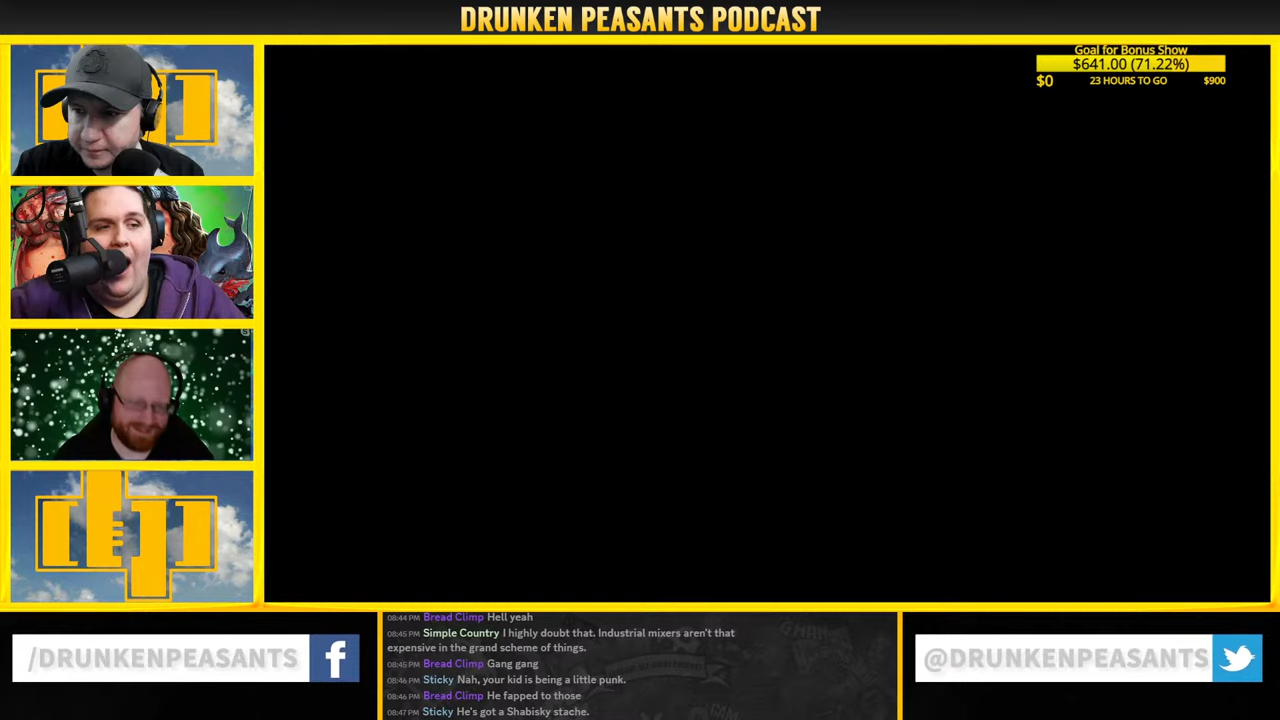 DRUNKEN PEASANTS PODCAST
Goal for Bonus Show
$641.00 (71.22%)
$0 23 HOURS TO GO $900
08:44 PM Bread Climp Hell yeah
08:45 PM Simple Country I highly doubt that. Industrial mixers aren't that
expensive in the grand scheme of things.
08:45 PM Bread Climp Gang gang
08:46 PM Sticky Nah, your kid is being a little punk.
08:46 PM Bread Climp He fapped to those
08:47 PM Sticky He's got a Shabisky stache.
/DRUNKENPEASANTS f
@DRUNKENPEASANTS